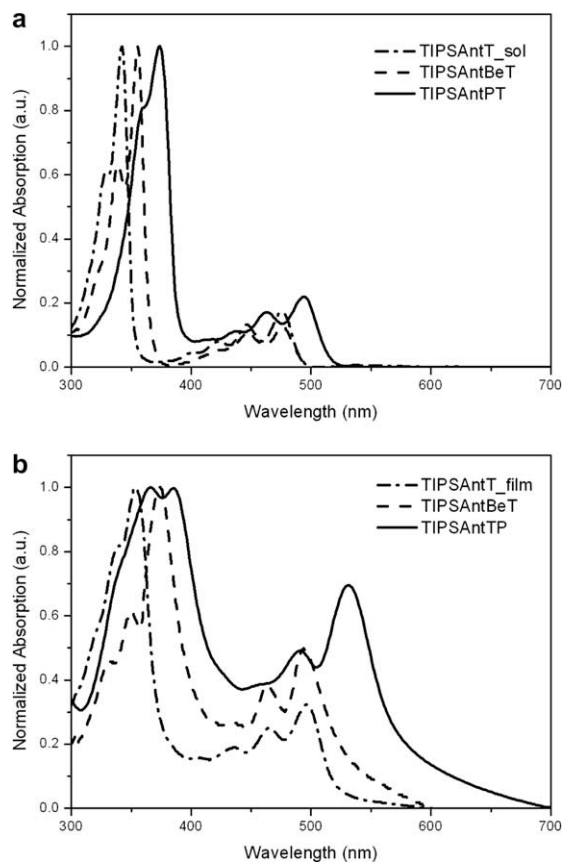 a
1.0
0.8
0.6
0.4
0.2
0.0
Normalized Absorption (a.u.)
TIPSAntT_sol
TIPSAntBeT
TIPSAntPT
300
400
500
600
700
Wavelength (nm)
b
1.0
0.8
0.6
0.4
0.2
0.0
Normalized Absorption (a.u.)
TIPSAntT_film
TIPSAntBeT
TIPSAntTP
300
400
500
600
700
Wavelength (nm)